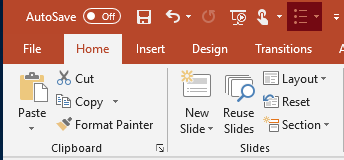 AutoSave Off
File Home Insert Design Transitions
Cut
Copy
Format Painter
Paste
Clipboard
New
Slide
Reuse
Slides
Layout
Reset
Section
Slides